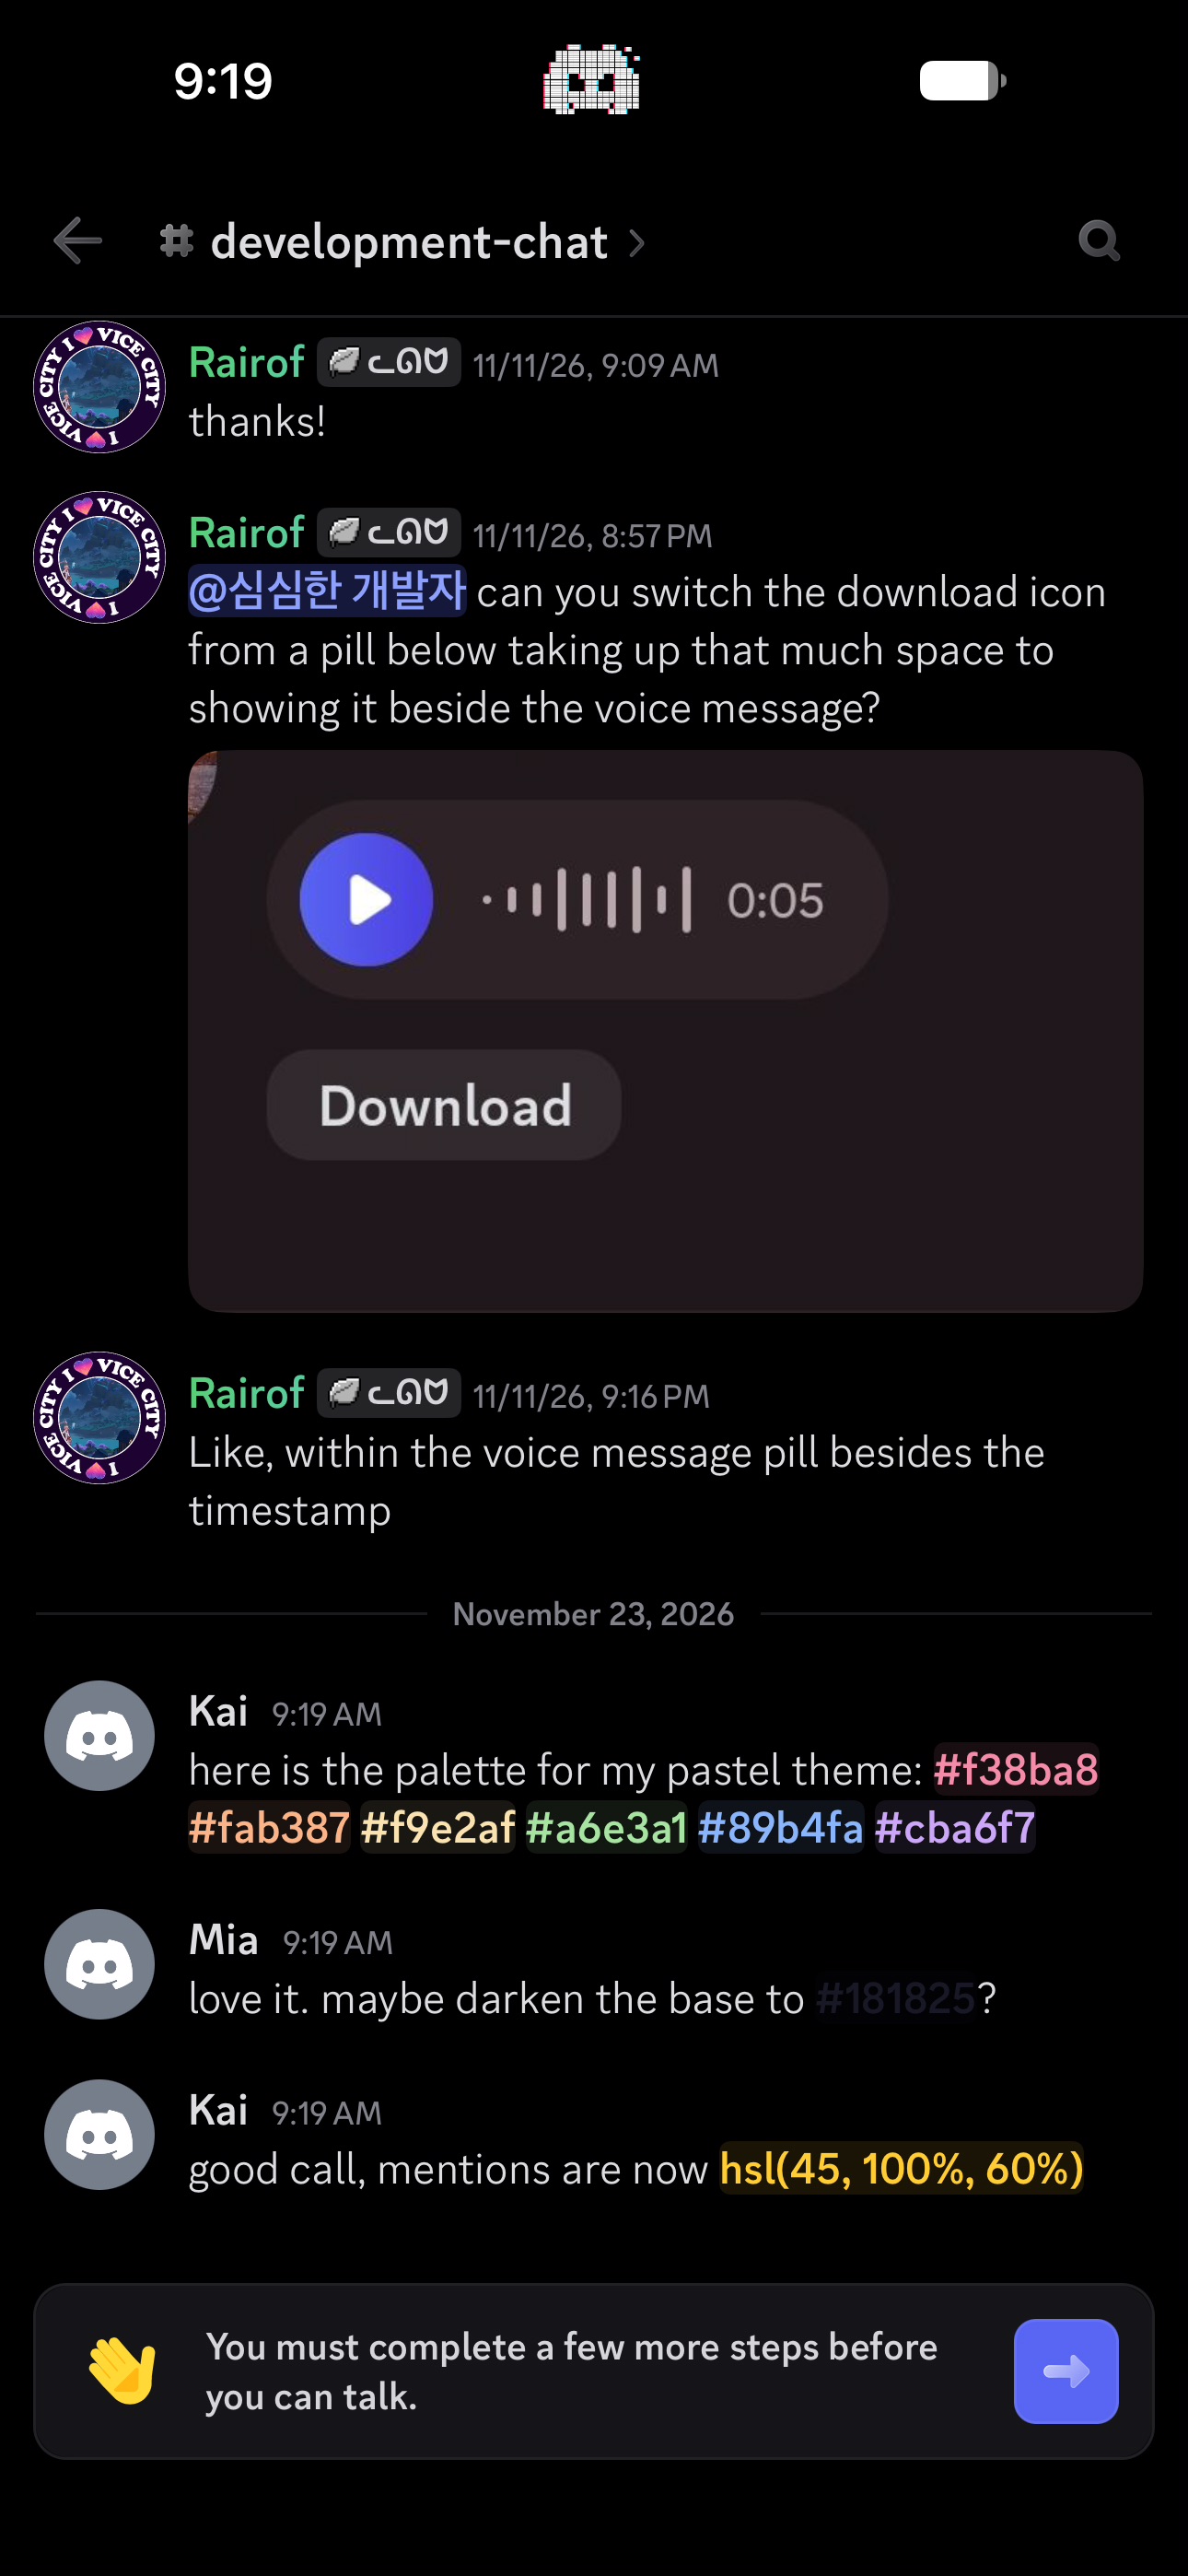 9:19
# development-chat
Rairof ᓚᘏᗢ 11/11/26, 9:09 AM
thanks!
Rairof 11/11/26, 8:57 PM
@심심한 개발자 can you switch the download icon
from a pill below taking up that much space to
showing it beside the voice message?
0:05
Download
Rairof 11/11/26, 9:16 PM
Like, within the voice message pill besides the
timestamp
November 23, 2026
Kai 9:19 AM
here is the palette for my pastel theme: #f38ba8
#fab387 #f9e2af #a6e3a1 #89b4fa #cba6f7
Mia 9:19 AM
love it. maybe darken the base to #181825?
Kai 9:19 AM
good call, mentions are now hsl(45, 100%, 60%)
You must complete a few more steps before
you can talk.